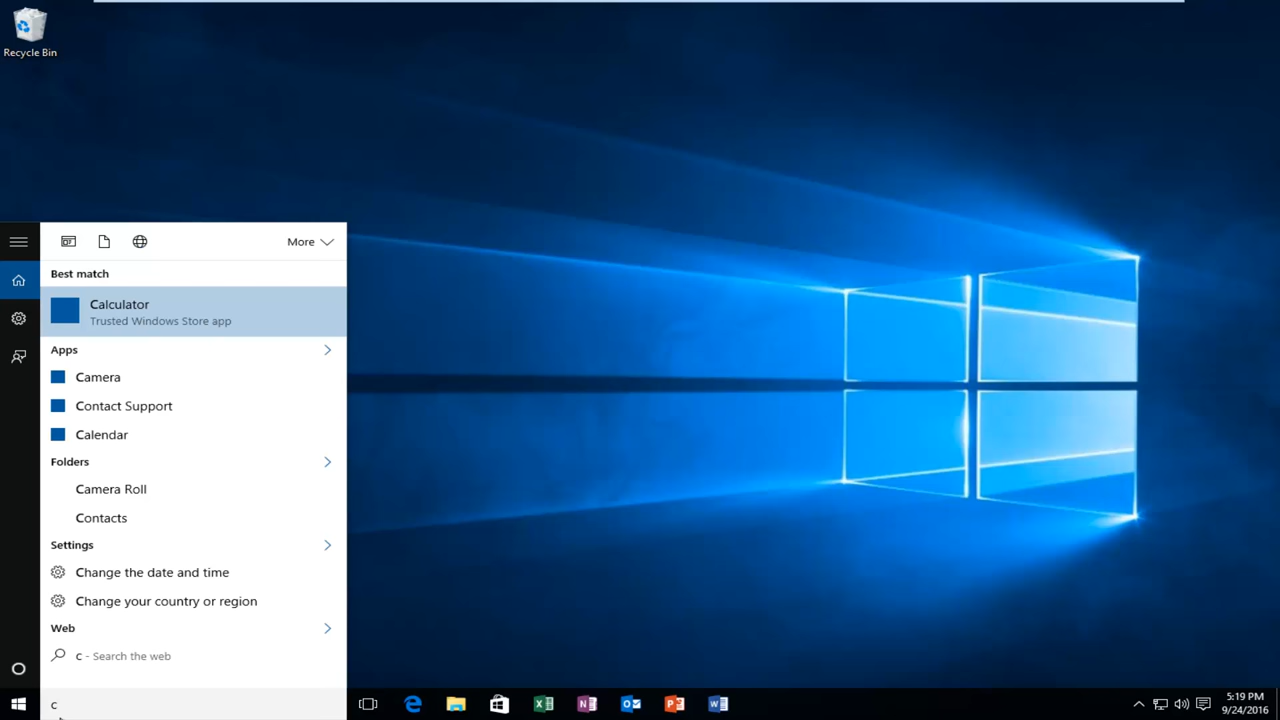 Recycle Bin
More
Best match
Calculator
Trusted Windows Store app
Apps
Camera
Contact Support
Calendar
Folders
Camera Roll
Contacts
Settings
Change the date and time
Change your country or region
Web
c - Search the web
c
5:19 PM
9/24/2016